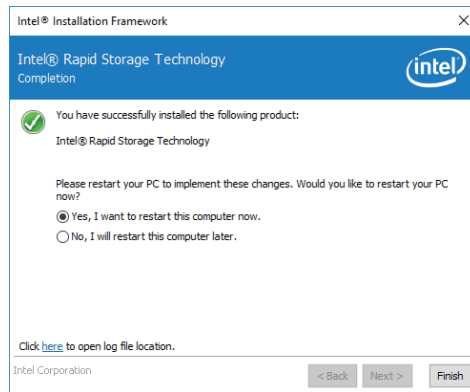 Intel® Installation Framework
Intel® Rapid Storage Technology
Completion
intel
You have successfully installed the following product:
Intel® Rapid Storage Technology
Please restart your PC to implement these changes. Would you like to restart your PC
now?
Yes, I want to restart this computer now.
No, I will restart this computer later.
Click here to open log file location.
Intel Corporation
< Back
Next >
Finish